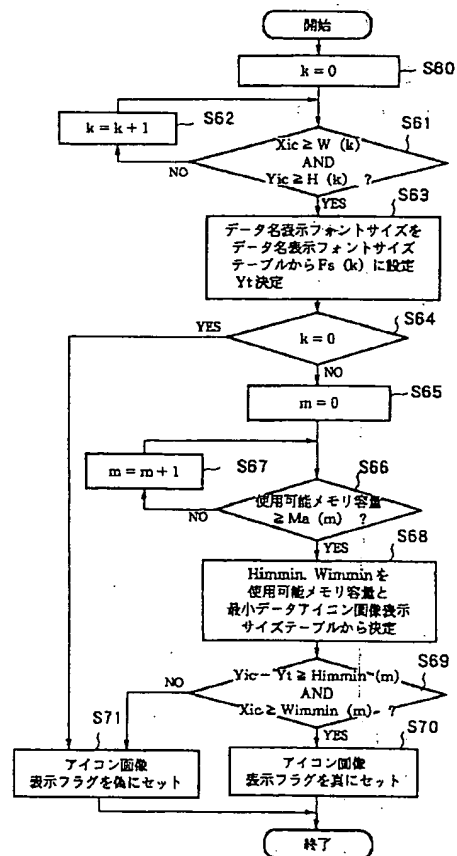 開始
k=0
S60
k=k+1
S62
S61
Xic≧W (k)
AND
Yic≧H (k) ?
NO
YES
S63
データ名表示フォントサイズを
データ名表示フォントサイズ
テーブルからFs (k) に設定
Yt決定
S64
YES
k=0
NO
S65
m=0
m=m+1
S67
S66
使用可能メモリ容量
≧Ma (m) ?
NO
YES
S68
Himmin、Wimminを
使用可能メモリ容量と
最小データアイコン画像表示
サイズテーブルから決定
S69
Yic-Yt≧Himmin (m)
AND
Xic≧Wimmin (m) ?
NO
YES
S71
S70
アイコン画像
表示フラグを偽にセット
アイコン画像
表示フラグを真にセット
終了